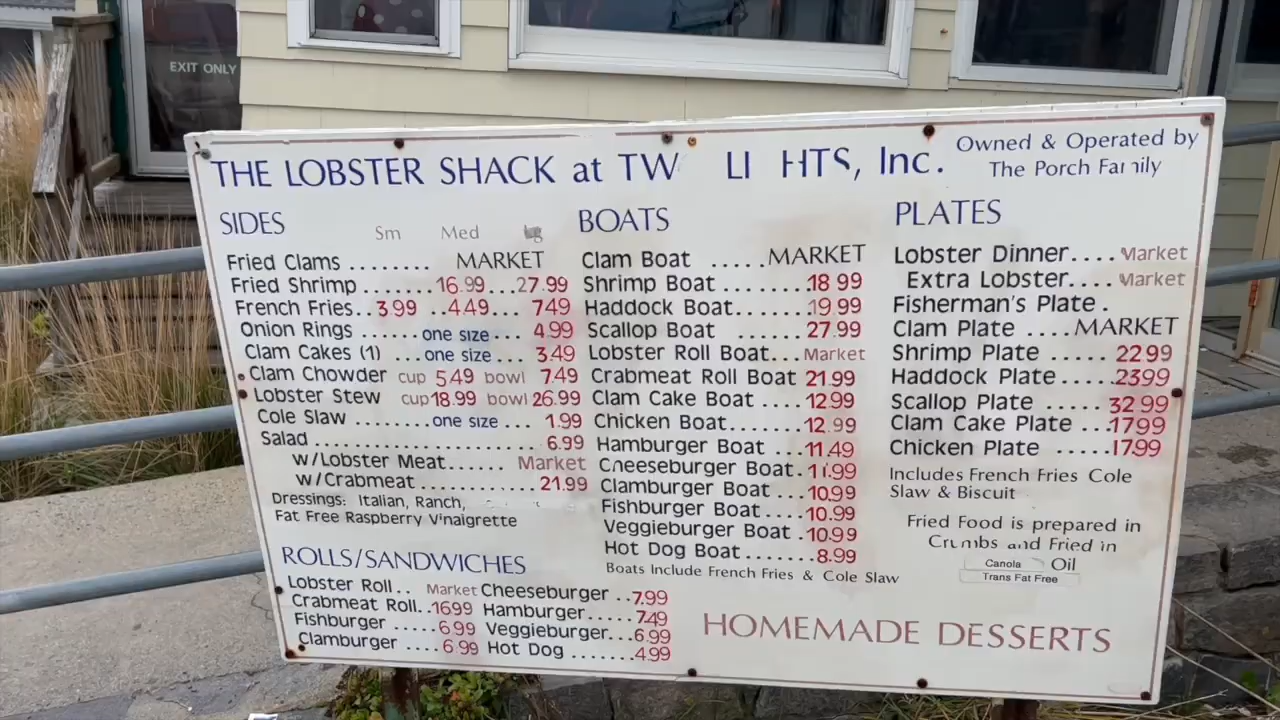 EXIT ONLY
THE LOBSTER SHACK at TW LI HTS, Inc.
Owned & Operated by
The Porch Family
SIDES
Sm Med Lg
Fried Clams ........ MARKET
Fried Shrimp ........16.99...27.99
French Fries..3.99 ...4.49... 7.49
Onion Rings ....... one size ... 4.99
Clam Cakes (1) ...one size ... 3.49
Clam Chowder cup 5.49 bowl 7.49
Lobster Stew cup 18.99 bowl 26.99
Cole Slaw one size ... 1.99
Salad ........................... 6.99
w/Lobster Meat...... Market
w/Crabmeat ............... 21.99
Dressings: Italian, Ranch,
Fat Free Raspberry Vinaigrette
ROLLS/SANDWICHES
Lobster Roll .. Market
Crabmeat Roll..16.99
Fishburger .....6.99
Clamburger ....6.99
Cheeseburger ..7.99
Hamburger.......7.49
Veggieburger...6.99
Hot Dog .........4.99
BOATS
Clam Boat .....MARKET
Shrimp Boat ........18.99
Haddock Boat.......19.99
Scallop Boat ........27.99
Lobster Roll Boat... Market
Crabmeat Roll Boat 21.99
Clam Cake Boat ....12.99
Chicken Boat........12.99
Hamburger Boat ...11.49
Cheeseburger Boat.11.99
Clamburger Boat ...10.99
Fishburger Boat ....10.99
Veggieburger Boat .10.99
Hot Dog Boat .......8.99
Boats Include French Fries & Cole Slaw
PLATES
Lobster Dinner.... Market
Extra Lobster.... Market
Fisherman's Plate .
Clam Plate ....MARKET
Shrimp Plate ........22.99
Haddock Plate.....23.99
Scallop Plate .....32.99
Clam Cake Plate ...17.99
Chicken Plate .....17.99
Includes French Fries Cole
Slaw & Biscuit
Fried Food is prepared in
Crumbs and Fried in
Canola Oil
Trans Fat Free
HOMEMADE DESSERTS